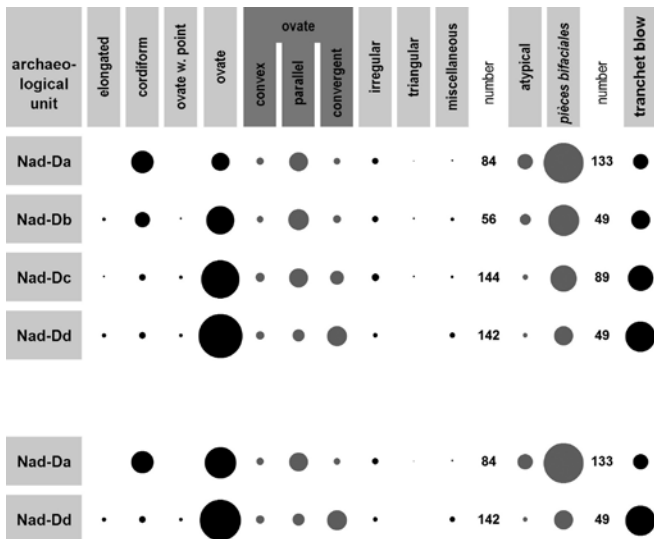 ovate
archaeo-
logical
unit
elongated
cordiform
ovate w. point
ovate
convex
parallel
convergent
irregular
triangular
miscellaneous
number
atypical
pièces bifaciales
number
tranchet blow
Nad-Da 84 133
Nad-Db 56 49
Nad-Dc 144 89
Nad-Dd 142 49
Nad-Da 84 133
Nad-Dd 142 49